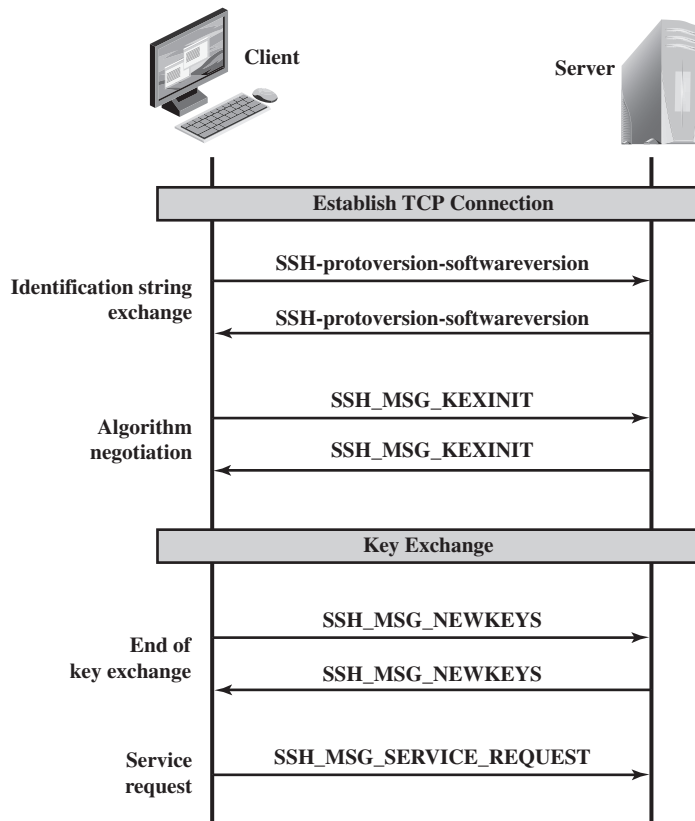 Client
Server
Establish TCP Connection
SSH-protoversion-softwareversion
Identification string
exchange
SSH-protoversion-softwareversion
SSH_MSG_KEXINIT
Algorithm
negotiation
SSH_MSG_KEXINIT
Key Exchange
SSH_MSG_NEWKEYS
End of
key exchange
SSH_MSG_NEWKEYS
Service
request
SSH_MSG_SERVICE_REQUEST